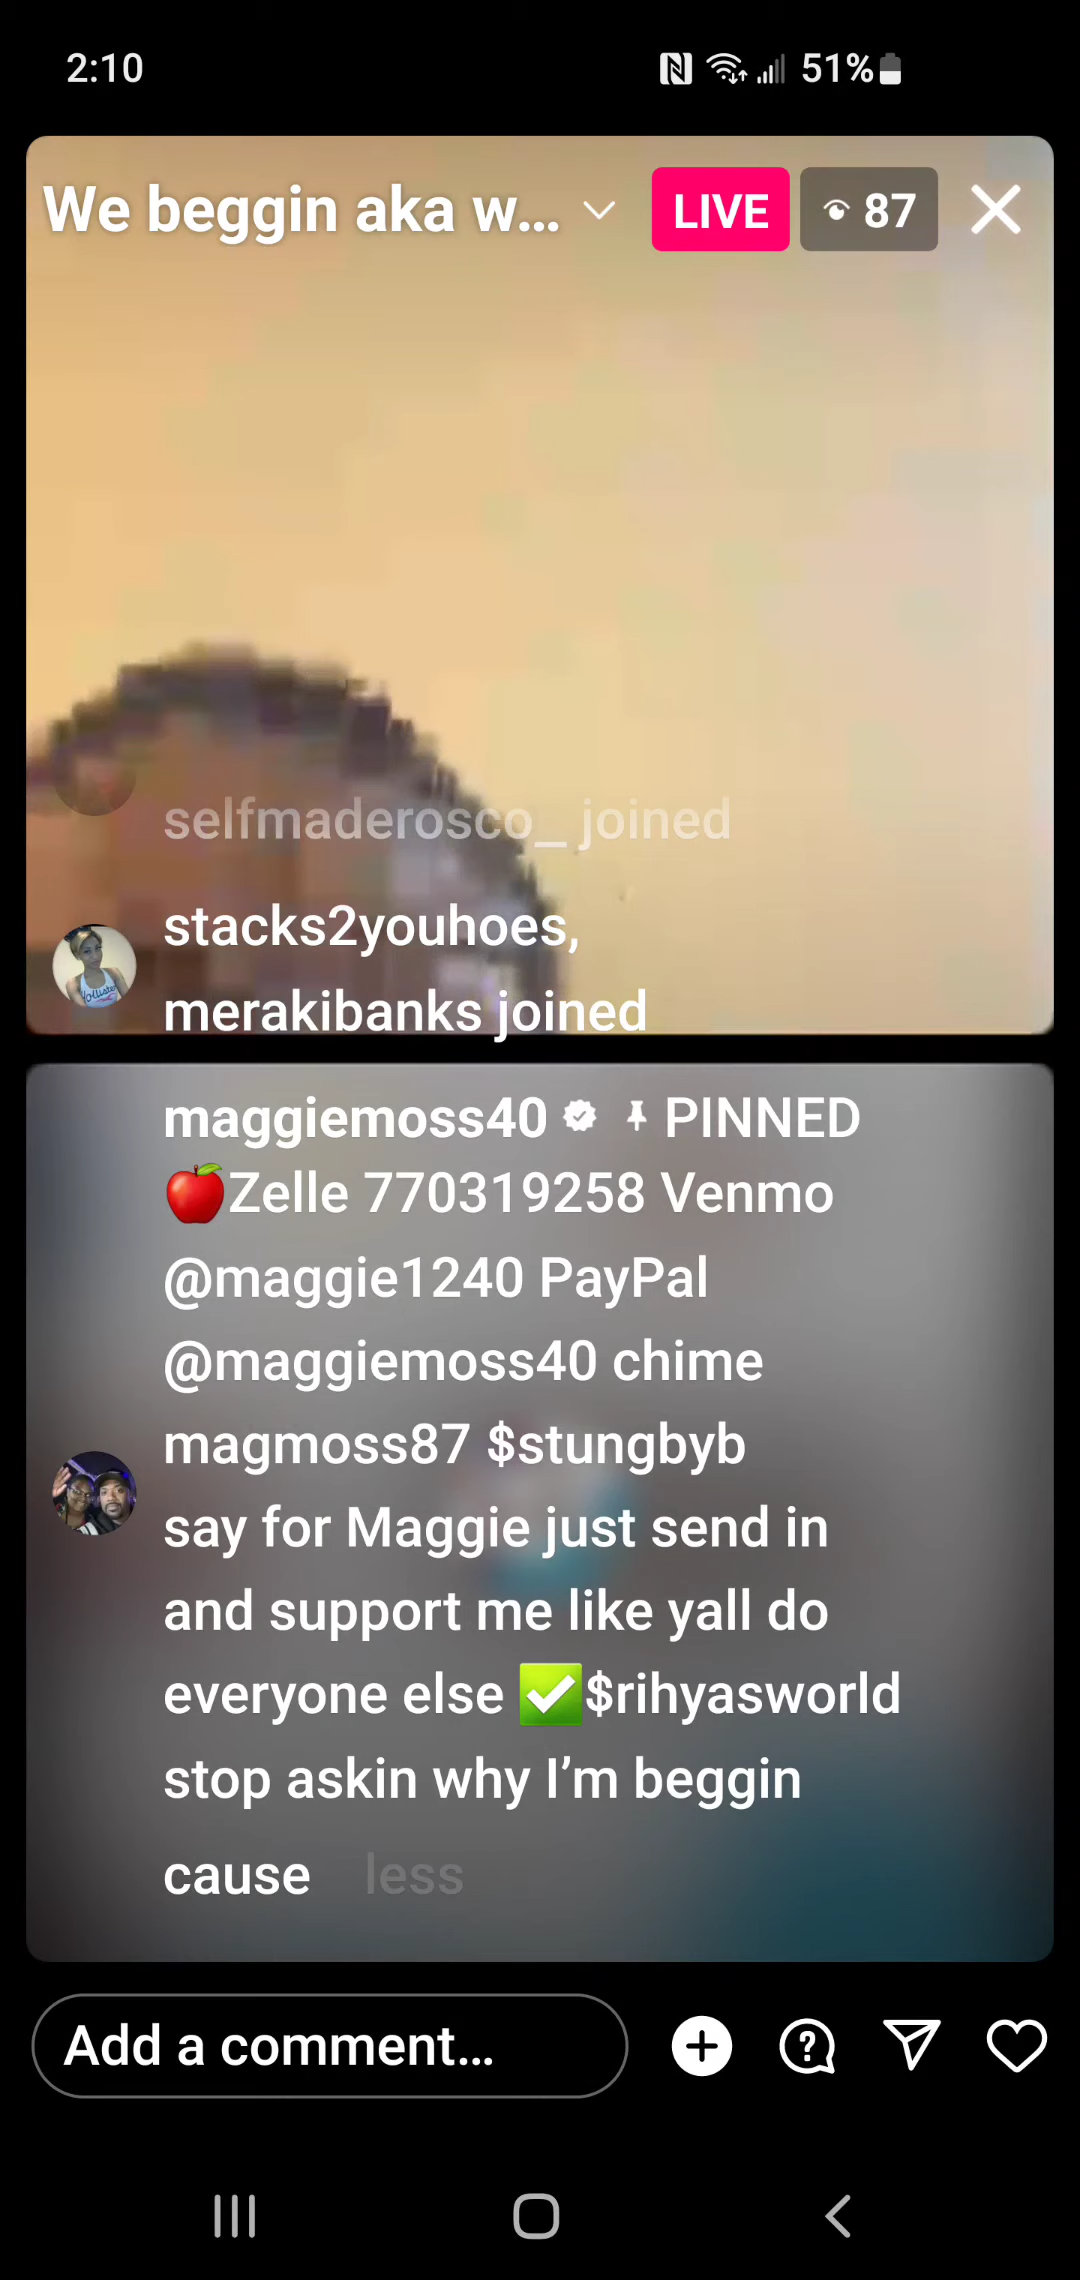 2:10
51%
We beggin aka w...
LIVE
87
selfmaderosco_ joined
stacks2youhoes,
merakibanks joined
maggiemoss40 PINNED
🍎Zelle 770319258 Venmo
@maggie1240 PayPal
@maggiemoss40 chime
magmoss87 $stungbyb
say for Maggie just send in
and support me like yall do
everyone else ✅$rihyasworld
stop askin why I’m beggin
cause less
Add a comment...